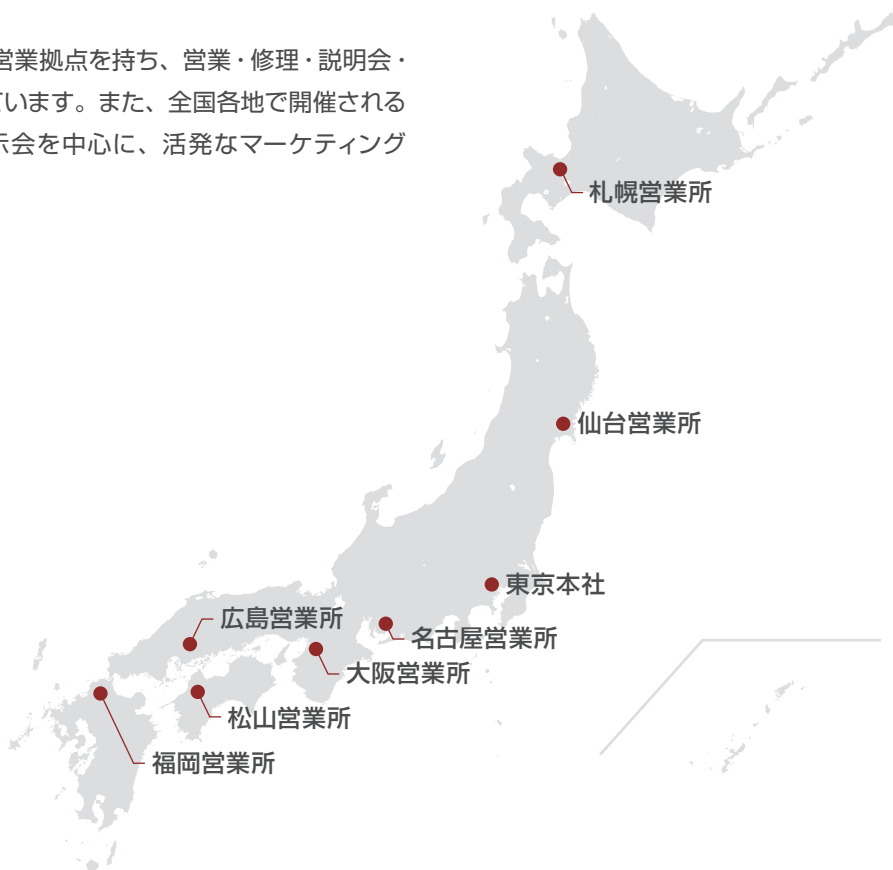 営業拠点を持ち、営業・修理・説明会・
ています。また、全国各地で開催される
示会を中心に、活発なマーケティング
札幌営業所
仙台営業所
東京本社
広島営業所
名古屋営業所
大阪営業所
松山営業所
福岡営業所